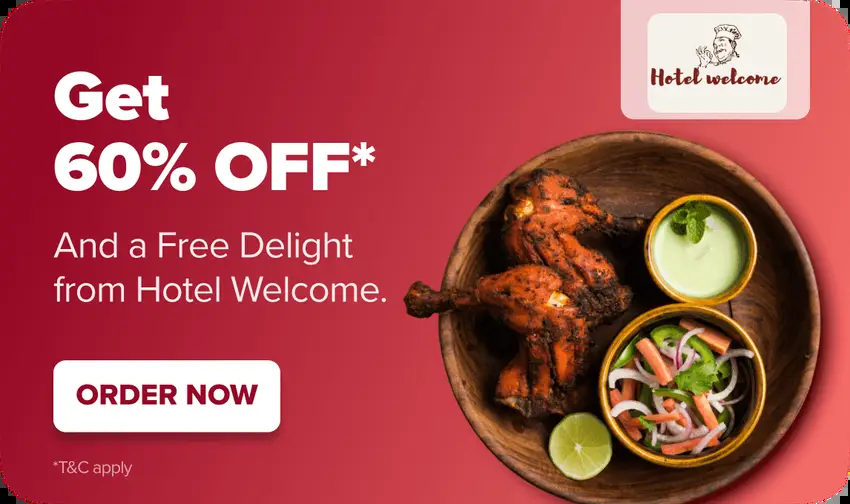 Hotel welcome
Get
60% OFF*
And a Free Delight
from Hotel Welcome.
ORDER NOW
*T&C apply